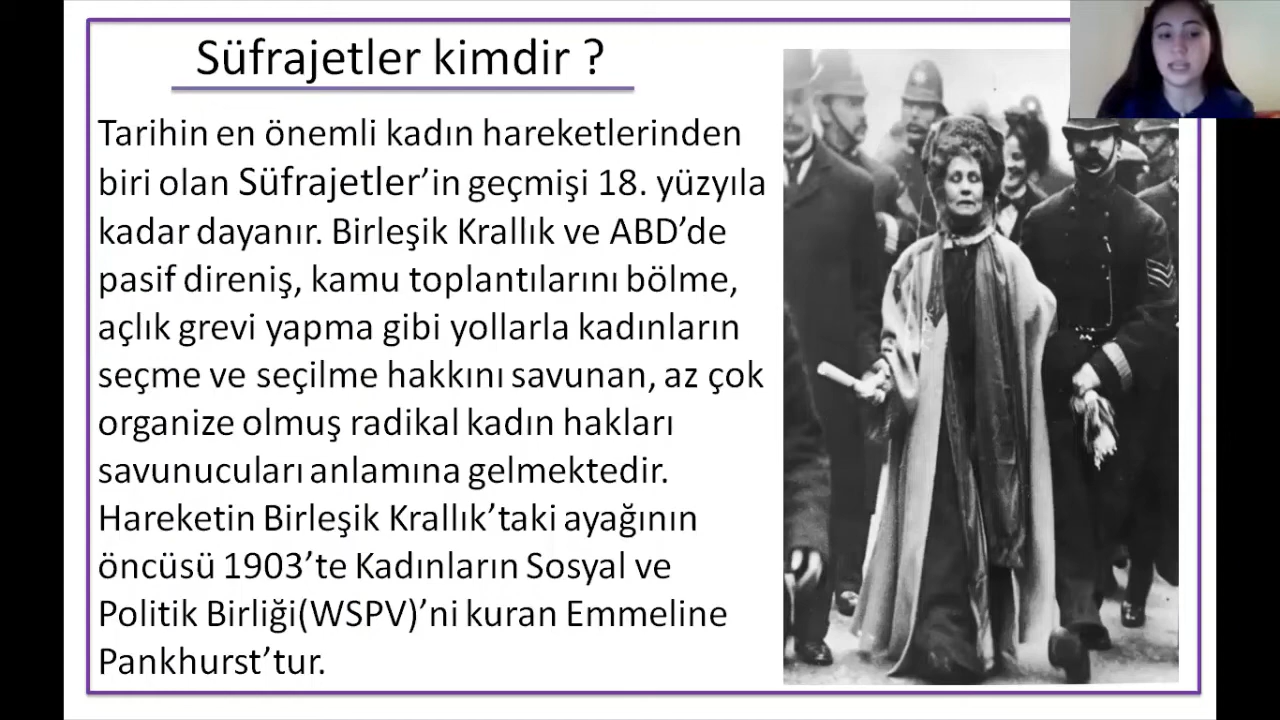 Süfrajetler kimdir ?
Tarihin en önemli kadın hareketlerinden
biri olan Süfrajetler’in geçmişi 18. yüzyıla
kadar dayanır. Birleşik Krallık ve ABD’de
pasif direniş, kamu toplantılarını bölme,
açlık grevi yapma gibi yollarla kadınların
seçme ve seçilme hakkını savunan, az çok
organize olmuş radikal kadın hakları
savunucuları anlamına gelmektedir.
Hareketin Birleşik Krallık’taki ayağının
öncüsü 1903’te Kadınların Sosyal ve
Politik Birliği(WSPV)’ni kuran Emmeline
Pankhurst’tur.